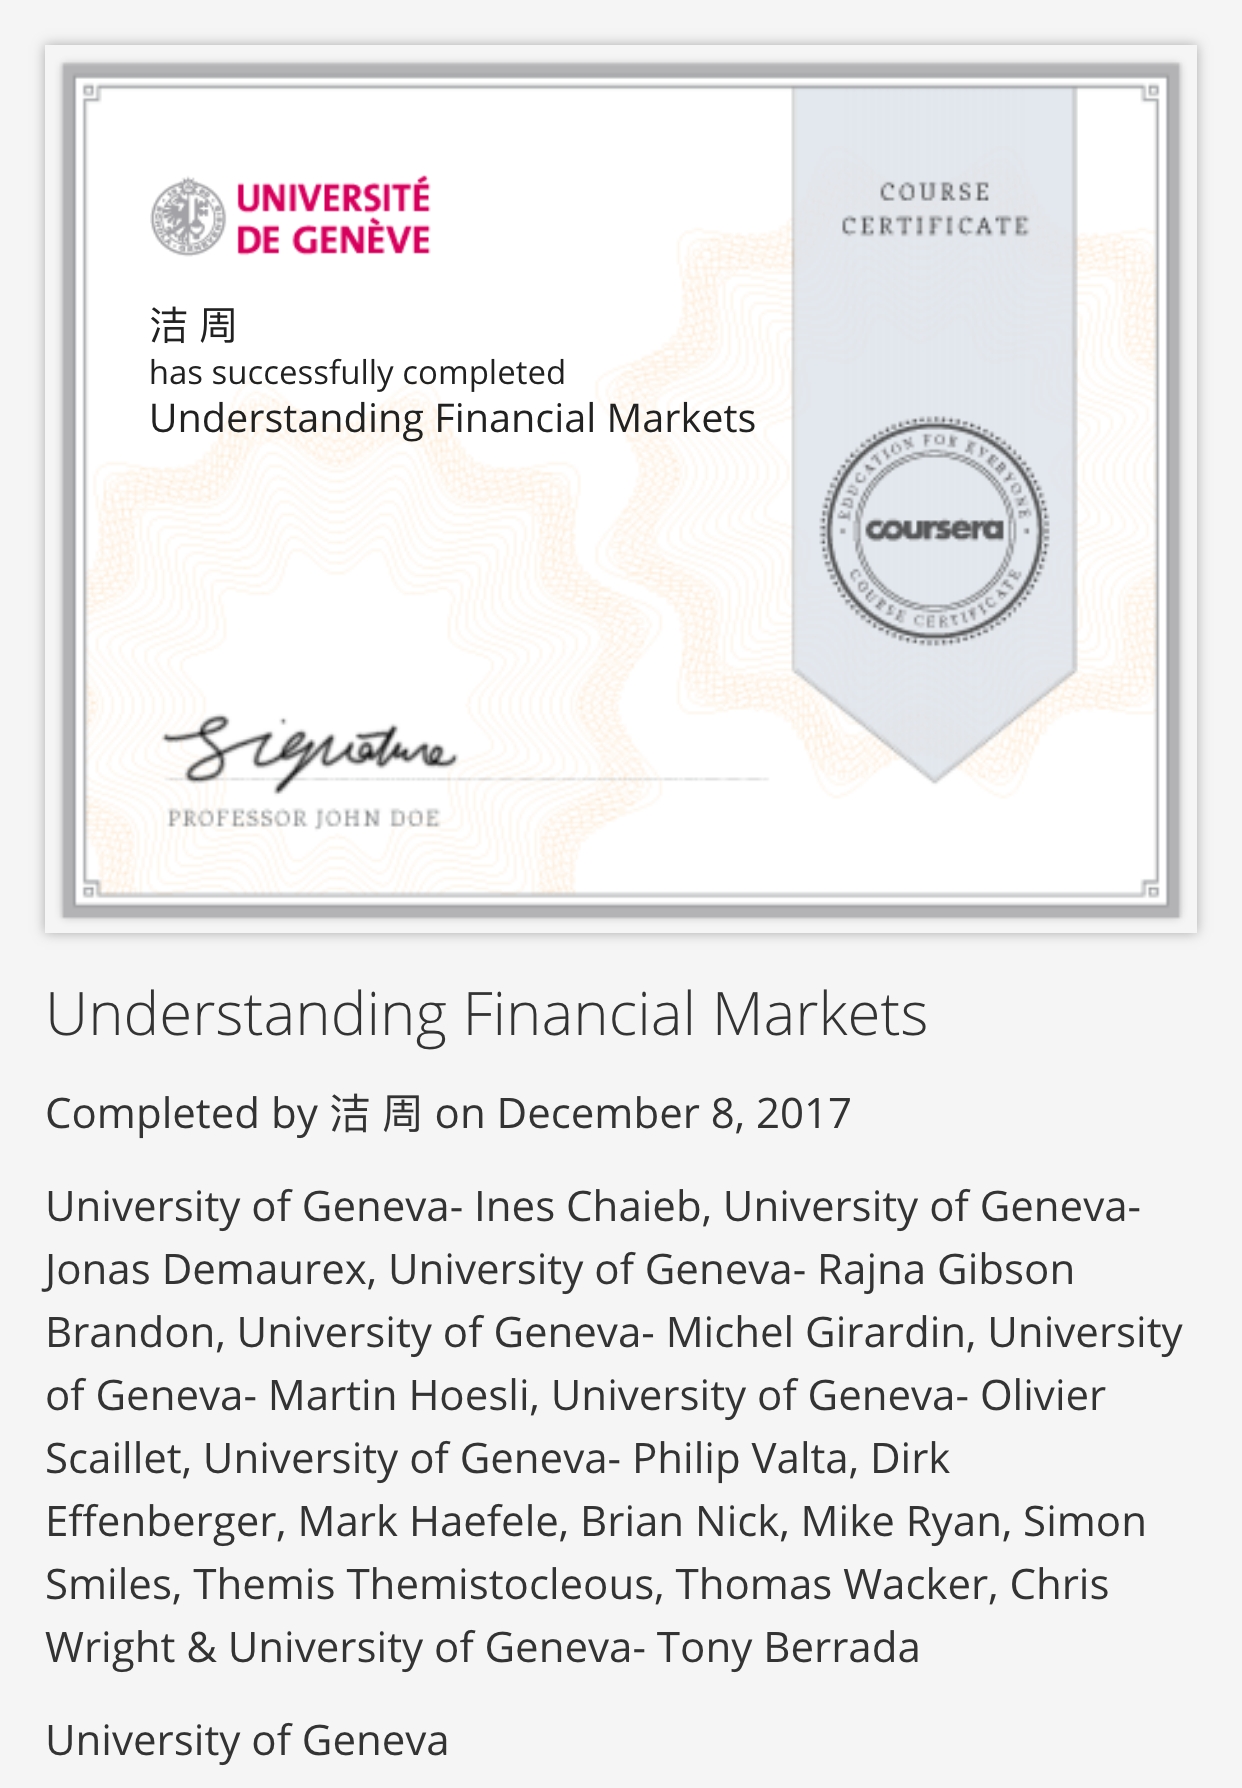 UNIVERSITÉ
DE GENÈVE
COURSE
CERTIFICATE
洁 周
has successfully completed
Understanding Financial Markets
EDUCATION FOR EVERYONE
coursera
COURSE CERTIFICATE
Signature
PROFESSOR JOHN DOE
Understanding Financial Markets
Completed by 洁 周 on December 8, 2017
University of Geneva- Ines Chaieb, University of Geneva-
Jonas Demaurex, University of Geneva- Rajna Gibson
Brandon, University of Geneva- Michel Girardin, University
of Geneva- Martin Hoesli, University of Geneva- Olivier
Scaillet, University of Geneva- Philip Valta, Dirk
Effenberger, Mark Haefele, Brian Nick, Mike Ryan, Simon
Smiles, Themis Themistocleous, Thomas Wacker, Chris
Wright & University of Geneva- Tony Berrada
University of Geneva